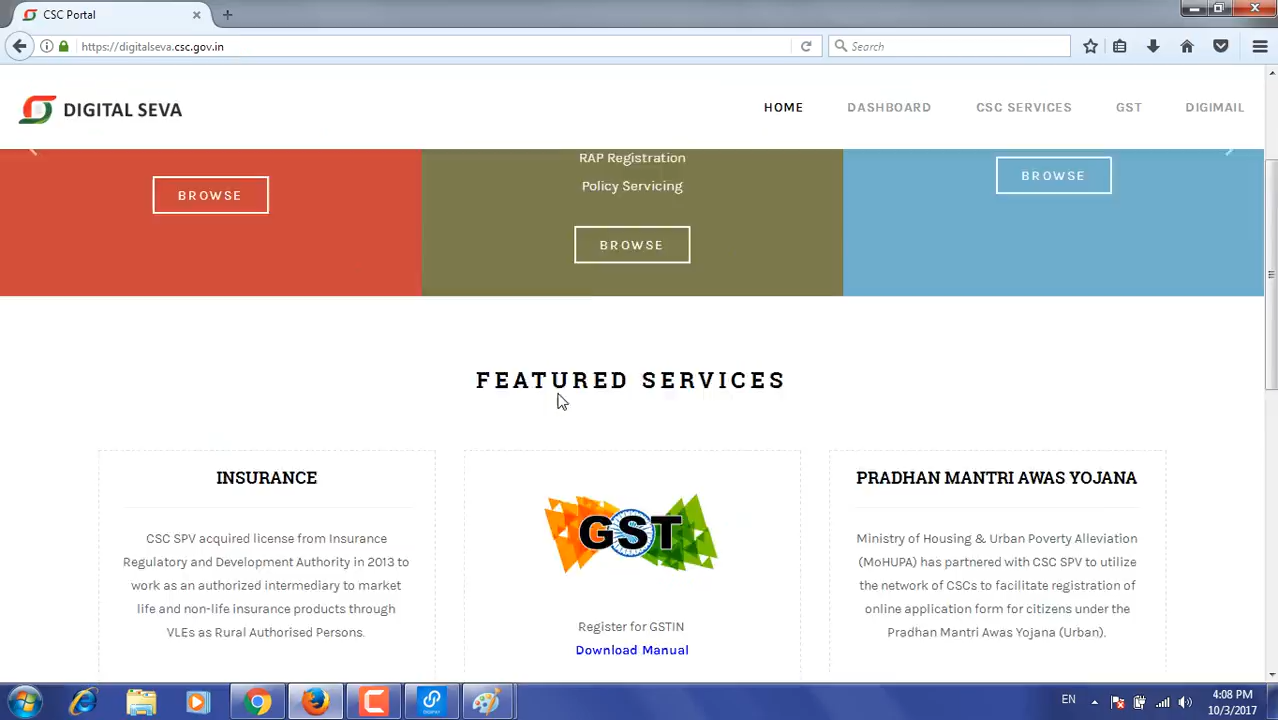 CSC Portal
https://digitalseva.csc.gov.in
Search
DIGITAL SEVA
HOME
DASHBOARD
CSC SERVICES
GST
DIGIMAIL
RAP Registration
Policy Servicing
BROWSE
BROWSE
BROWSE
FEATURED SERVICES
INSURANCE
CSC SPV acquired license from Insurance
Regulatory and Development Authority in 2013 to
work as an authorized intermediary to market
life and non-life insurance products through
VLEs as Rural Authorised Persons.
GST
Register for GSTIN
Download Manual
PRADHAN MANTRI AWAS YOJANA
Ministry of Housing & Urban Poverty Alleviation
(MoHUPA) has partnered with CSC SPV to utilize
the network of CSCs to facilitate registration of
online application form for citizens under the
Pradhan Mantri Awas Yojana (Urban).
EN
4:08 PM
10/3/2017